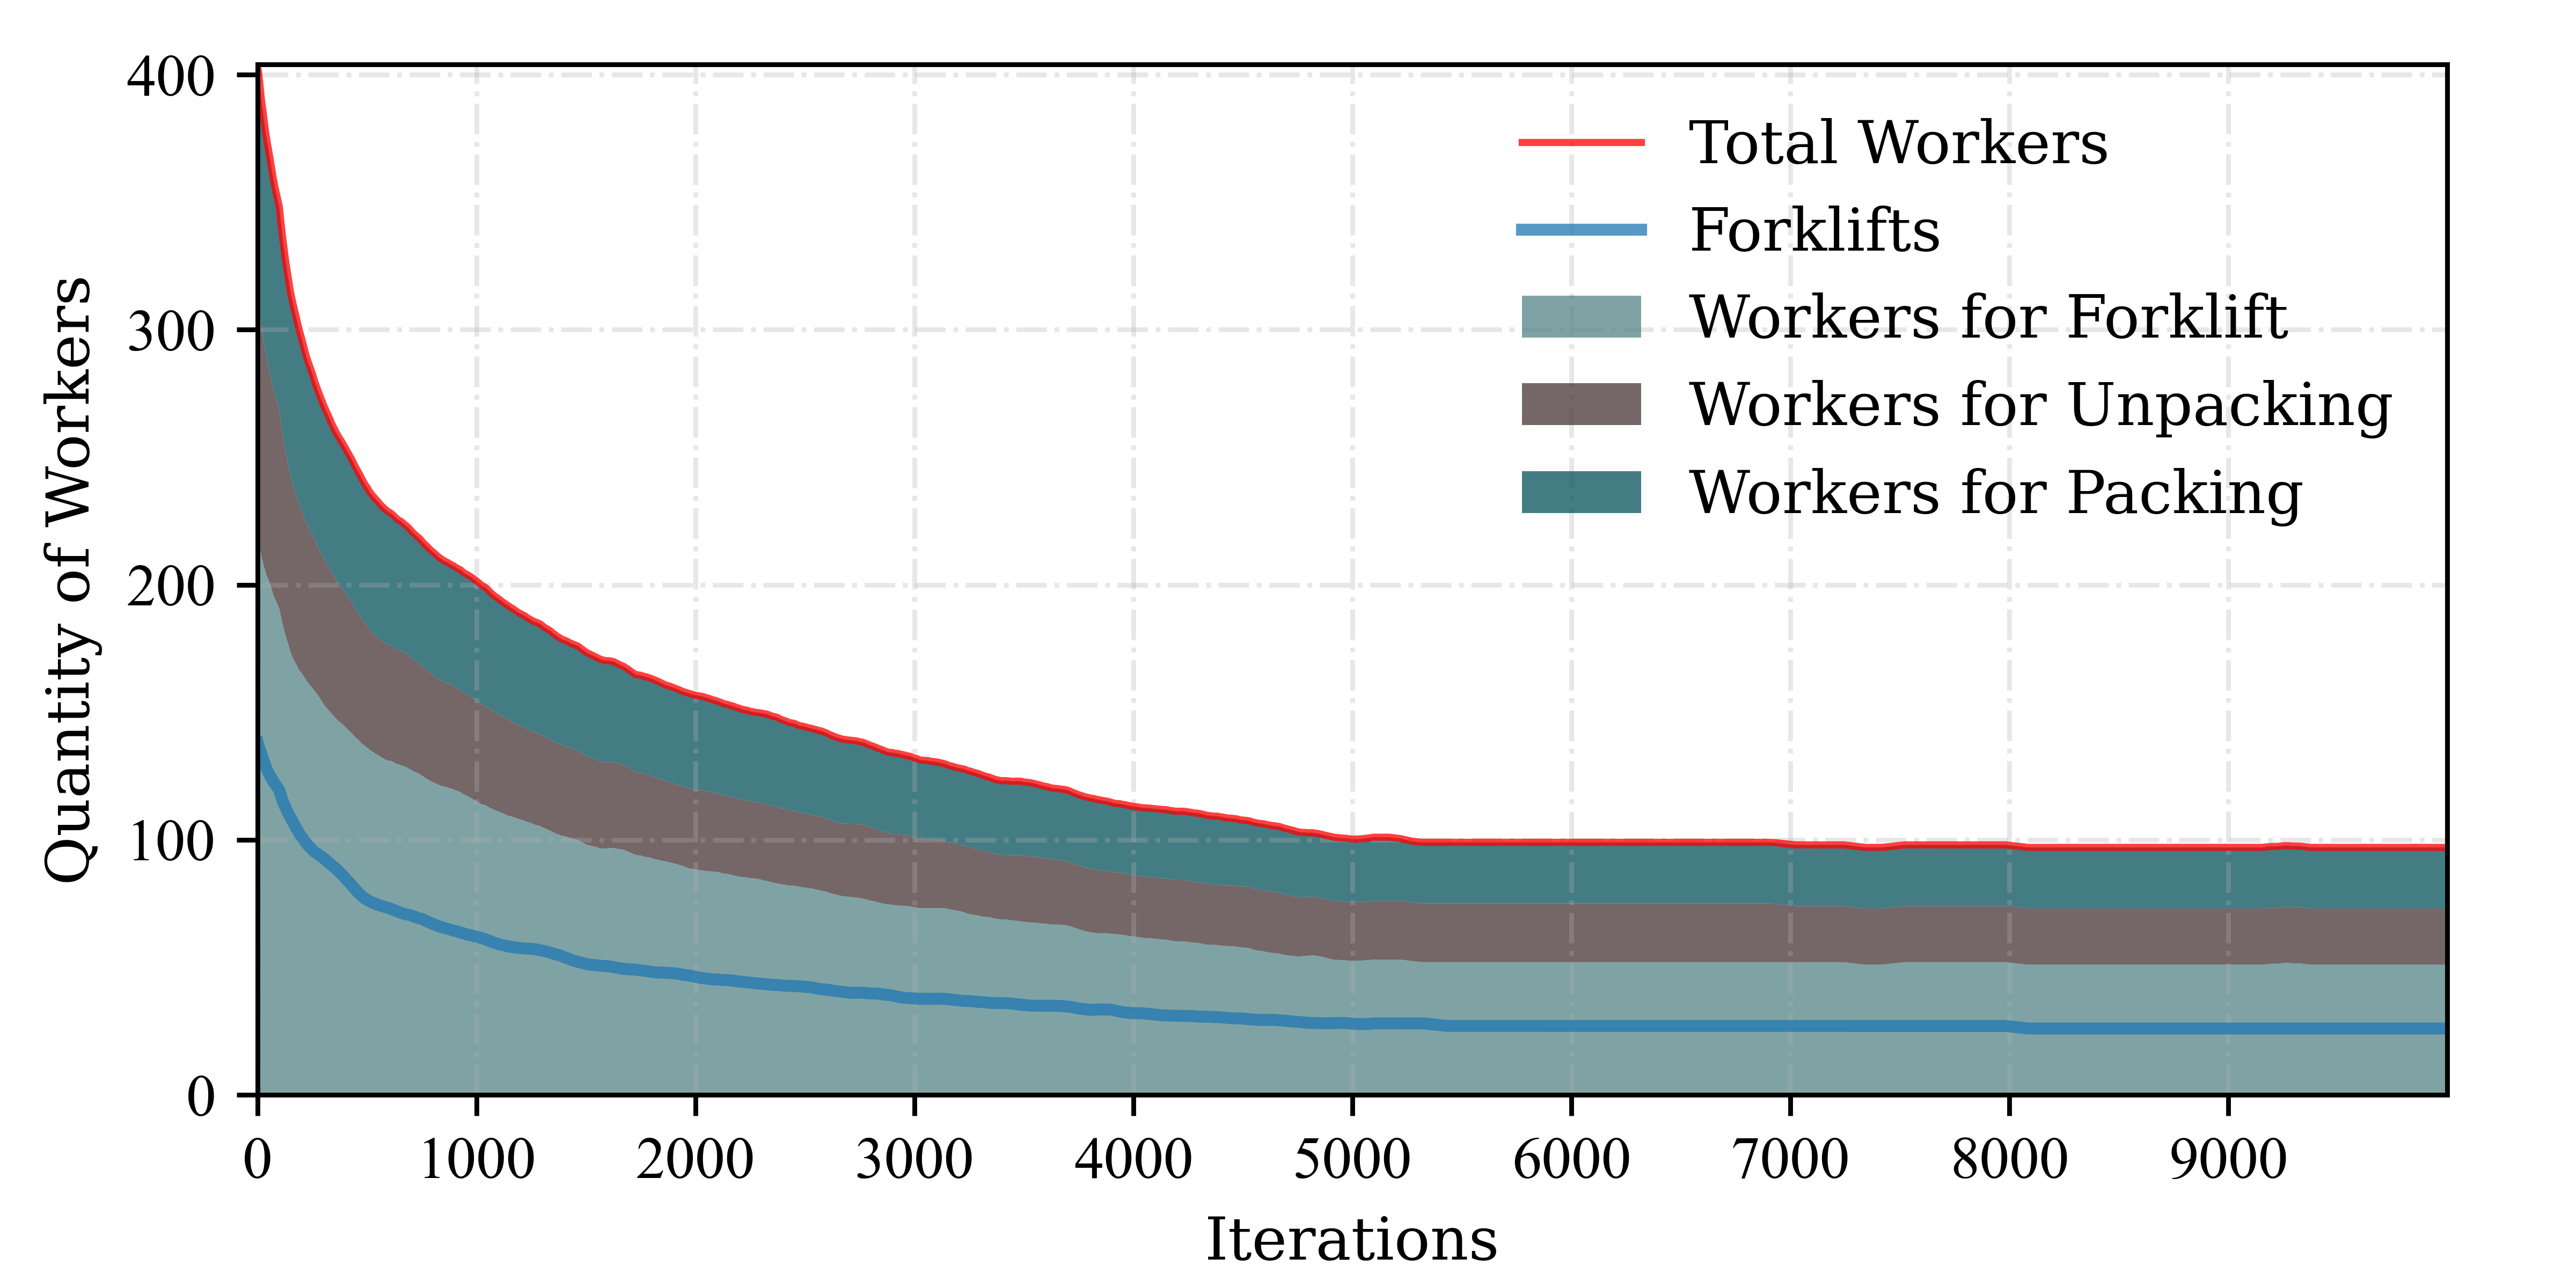 400
300
200
100
0
Quantity of Workers
Total Workers
Forklifts
Workers for Forklift
Workers for Unpacking
Workers for Packing
0 1000 2000 3000 4000 5000 6000 7000 8000 9000
Iterations